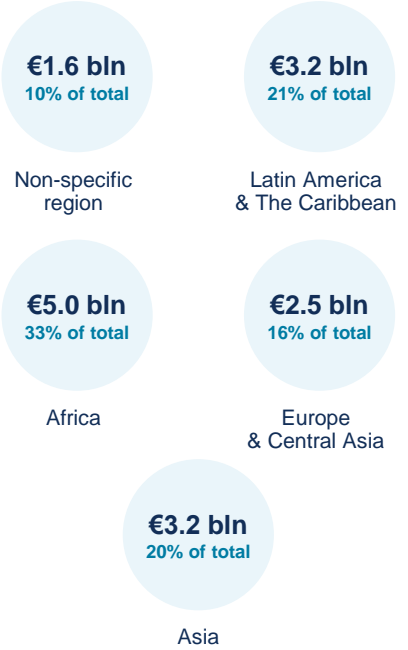 €1.6 bln
10% of total
Non-specific
region
€3.2 bln
21% of total
Latin America
& The Caribbean
€5.0 bln
33% of total
Africa
€2.5 bln
16% of total
Europe
& Central Asia
€3.2 bln
20% of total
Asia